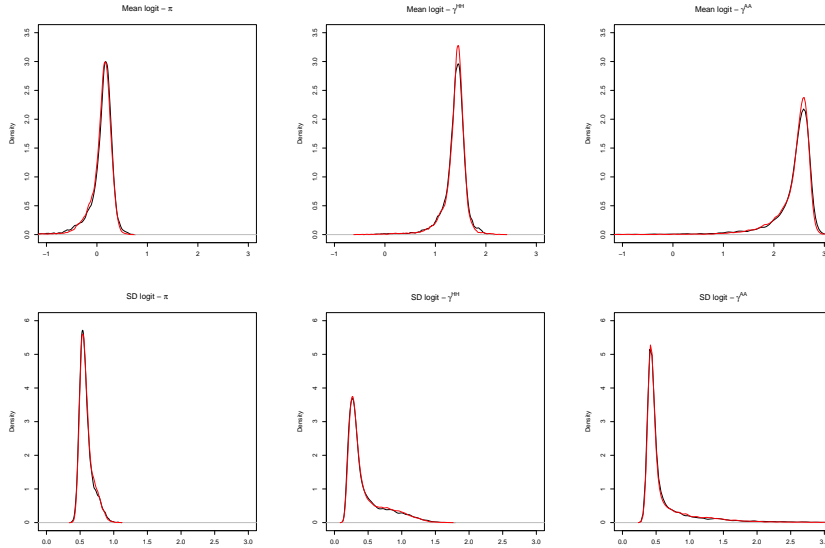 Mean logit − π
Mean logit − γ^HH
Mean logit − γ^AA
Density
0.0 0.5 1.0 1.5 2.0 2.5 3.0 3.5
−1 0 1 2 3
Density
0.0 0.5 1.0 1.5 2.0 2.5 3.0 3.5
−1 0 1 2 3
Density
0.0 0.5 1.0 1.5 2.0 2.5 3.0 3.5
−1 0 1 2 3
SD logit − π
SD logit − γ^HH
SD logit − γ^AA
Density
0 1 2 3 4 5 6
0.0 0.5 1.0 1.5 2.0 2.5 3.0
Density
0 1 2 3 4 5 6
0.0 0.5 1.0 1.5 2.0 2.5 3.0
Density
0 1 2 3 4 5 6
0.0 0.5 1.0 1.5 2.0 2.5 3.0